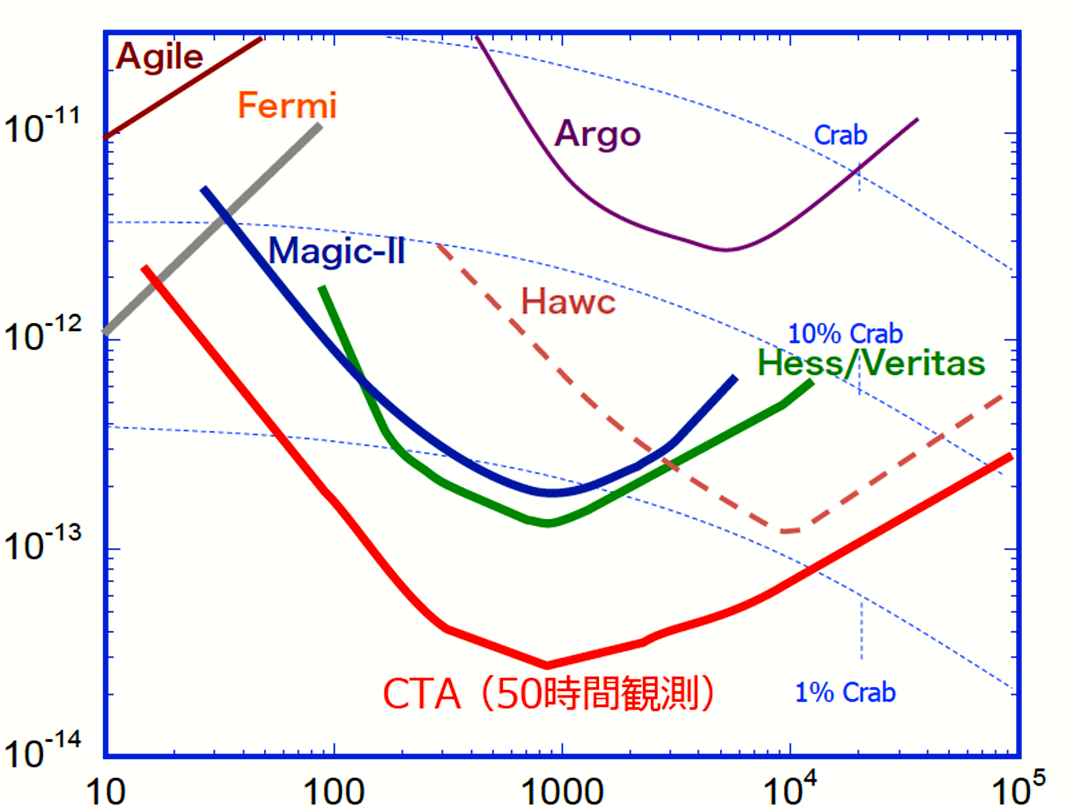 Agile
Fermi
10-11
Argo
Crab
Magic-II
Hawc
10-12
10% Crab
Hess/Veritas
10-13
CTA（50時間観測）
1% Crab
10-14
10 100 1000 104 105